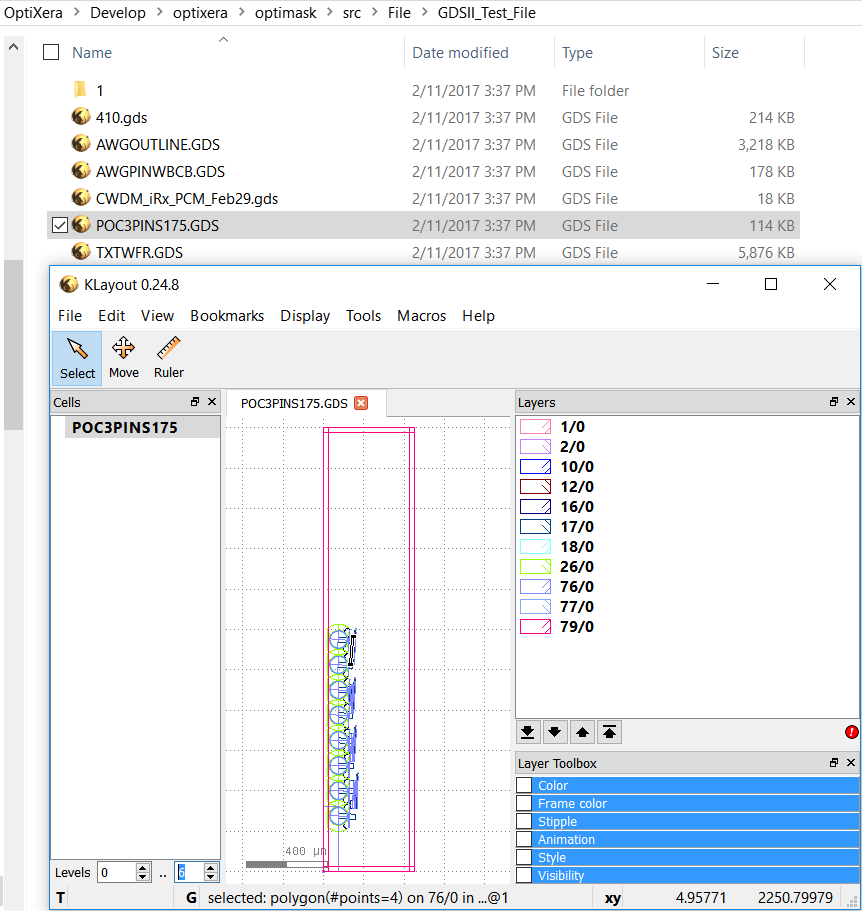 OptiXera > Develop > optixera > optimask > src > File > GDSII_Test_File
Name Date modified Type Size
1 2/11/2017 3:37 PM File folder
410.gds 2/11/2017 3:37 PM GDS File 214 KB
AWGOUTLINE.GDS 2/11/2017 3:37 PM GDS File 3,218 KB
AWGPINWBCB.GDS 2/11/2017 3:37 PM GDS File 178 KB
CWDM_iRx_PCM_Feb29.gds 2/11/2017 3:37 PM GDS File 18 KB
POC3PINS175.GDS 2/11/2017 3:37 PM GDS File 114 KB
TXTWFR.GDS 2/11/2017 3:37 PM GDS File 5,876 KB
KLayout 0.24.8
File Edit View Bookmarks Display Tools Macros Help
Select Move Ruler
Cells
POC3PINS175
POC3PINS175.GDS
400 µm
Layers
1/0
2/0
10/0
12/0
16/0
17/0
18/0
26/0
76/0
77/0
79/0
Layer Toolbox
Color
Frame color
Stipple
Animation
Style
Visibility
Levels 0 .. 6
T G selected: polygon(#points=4) on 76/0 in ...@1 xy 4.95771 2250.79979